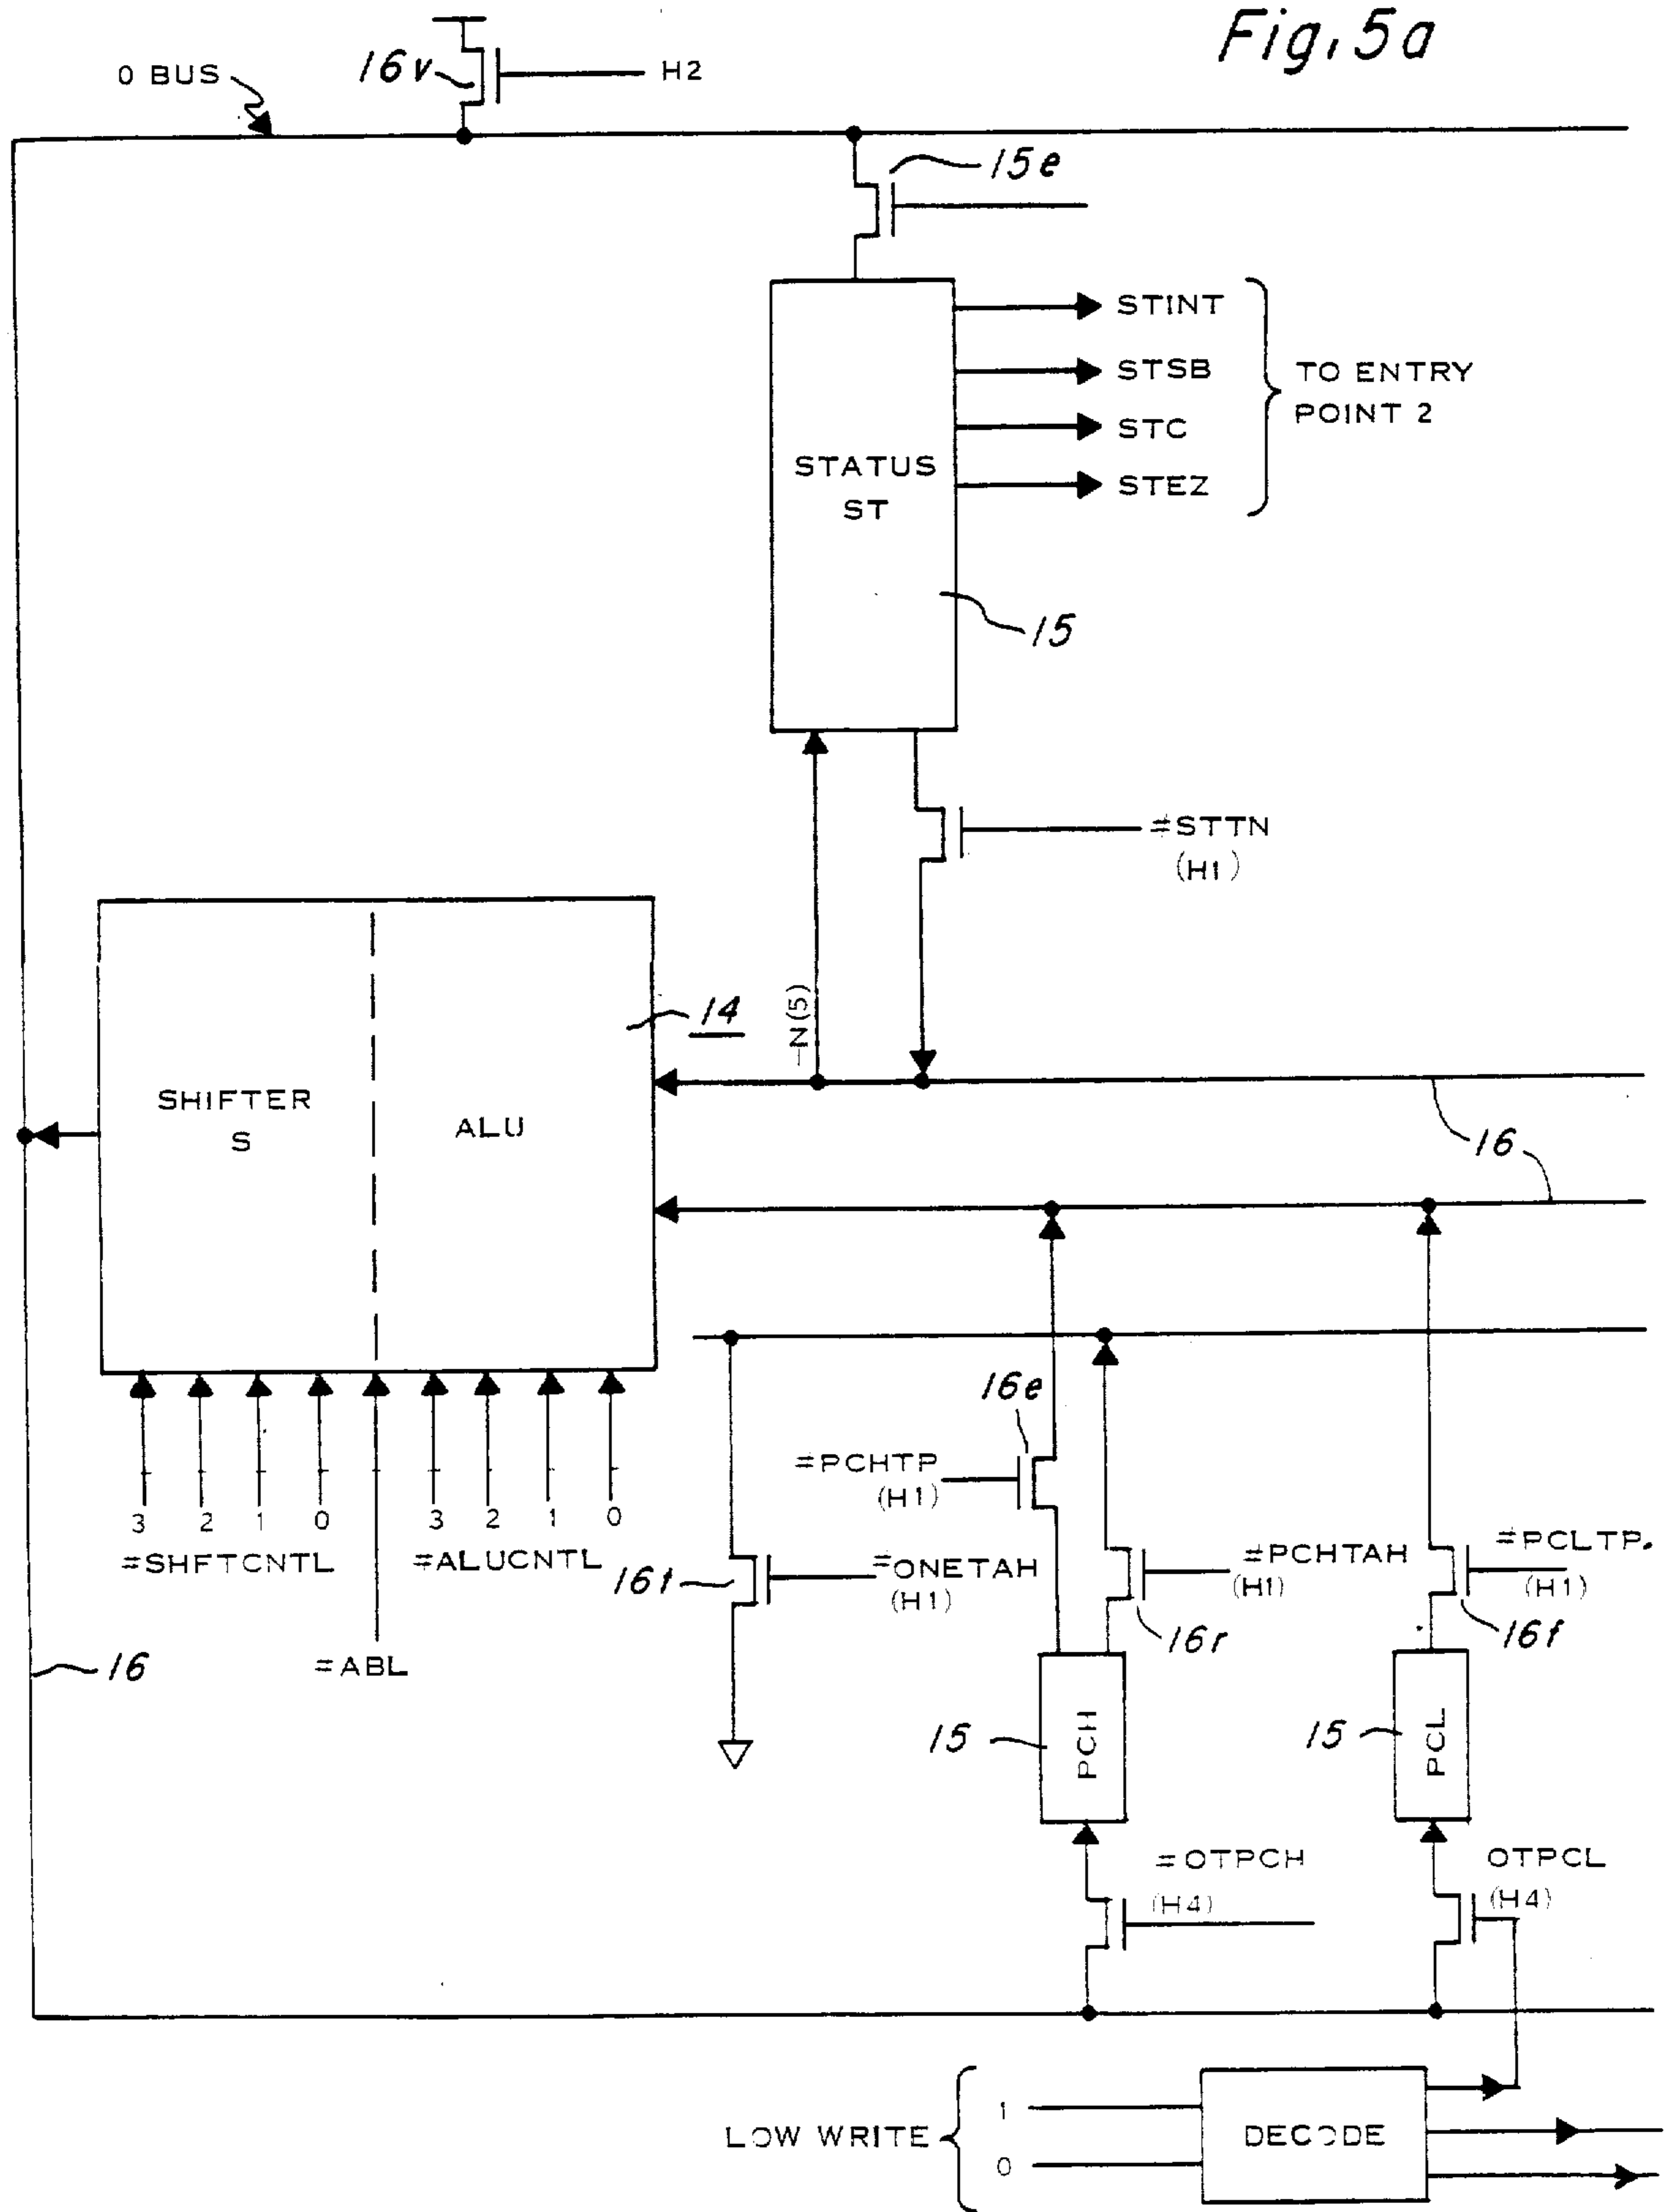 Fig. 5a
O BUS
16v
H2
15e
STINT
STSB
STC
STEZ
TO ENTRY
POINT 2
STATUS
ST
15
#STTN
(H1)
14
-N(5)
SHIFTER
S
ALU
16
16e
#PCHTP
(H1)
3 2 1 0 3 2 1 0
#SHFTCNTL #ALUCNTL
16t
#ONETAH
(H1)
#PCHTAH
(H1)
#PCLTP
(H1)
16r
16f
16
#ABL
15
PCH
15
PCL
#OTPCH
(H4)
OTPCL
(H4)
LOW WRITE
1
0
DECODE